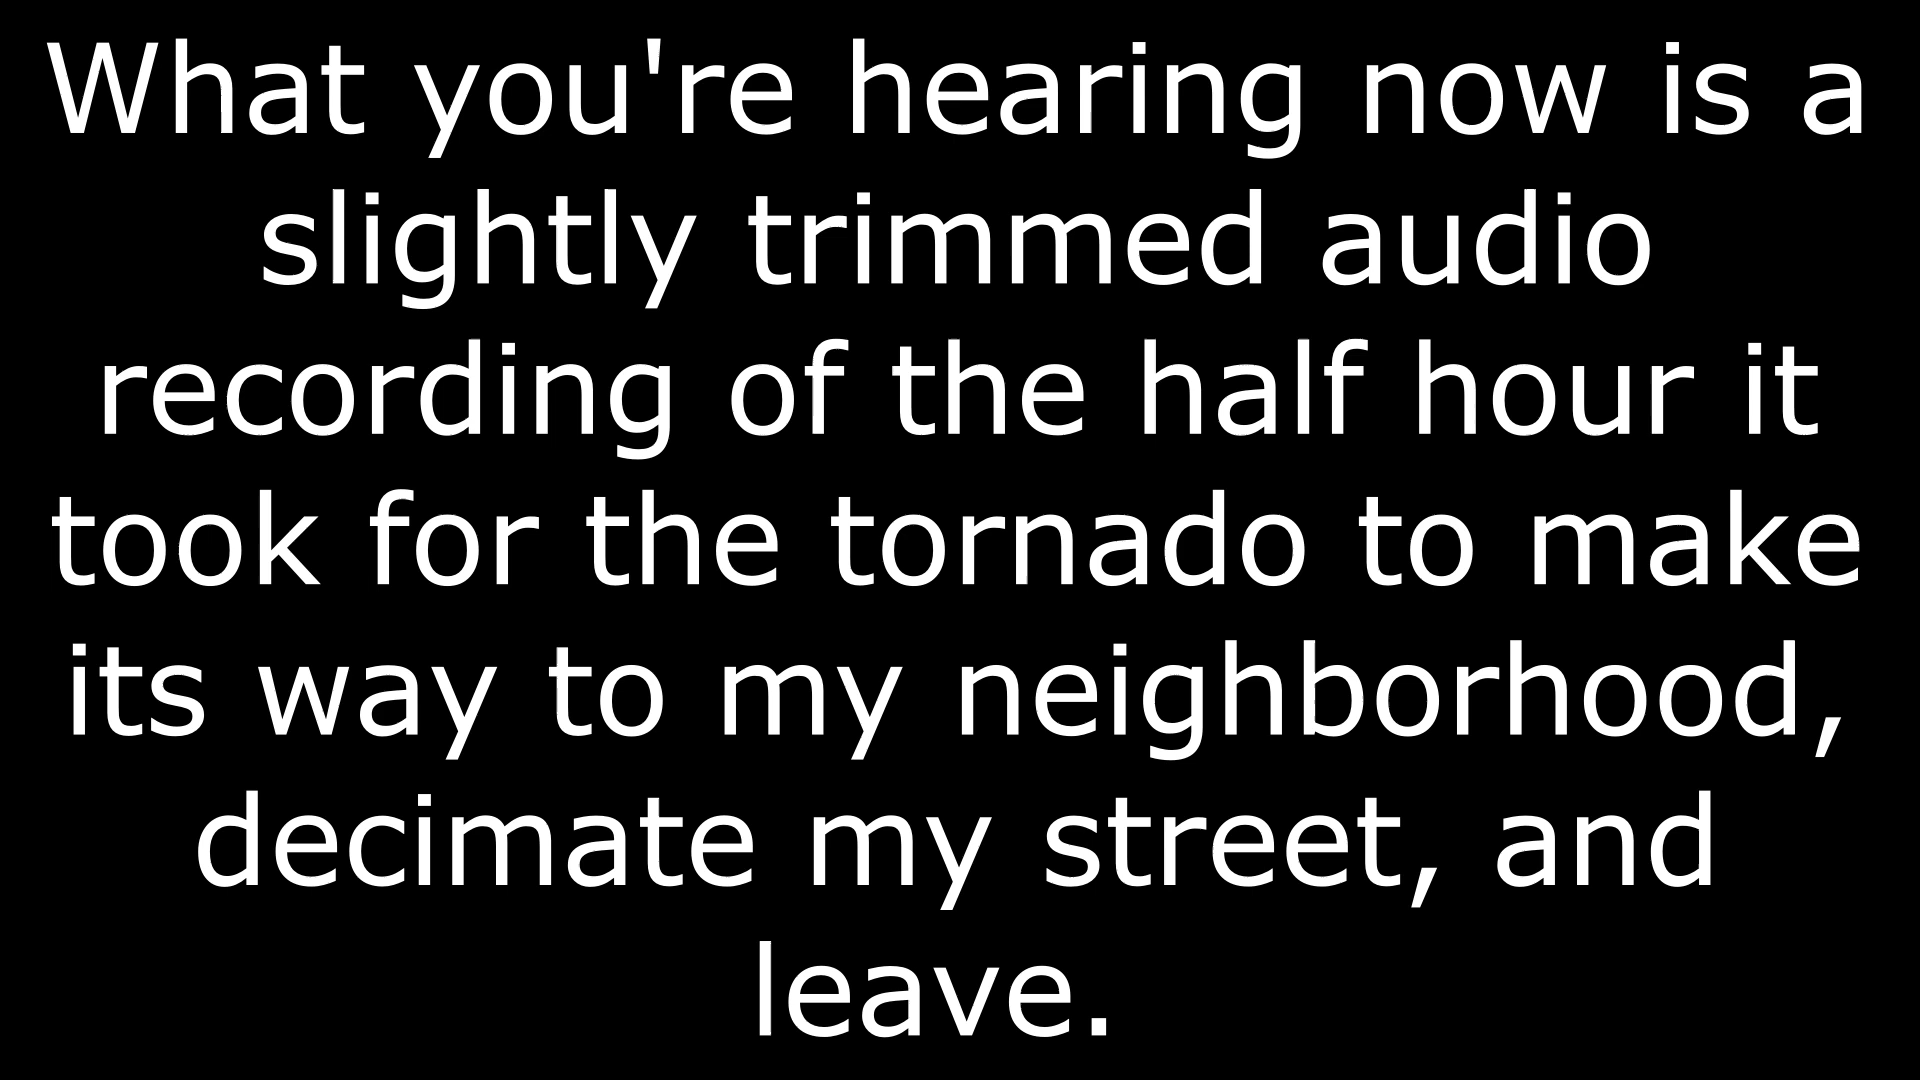 What you're hearing now is a
slightly trimmed audio
recording of the half hour it
took for the tornado to make
its way to my neighborhood,
decimate my street, and
leave.